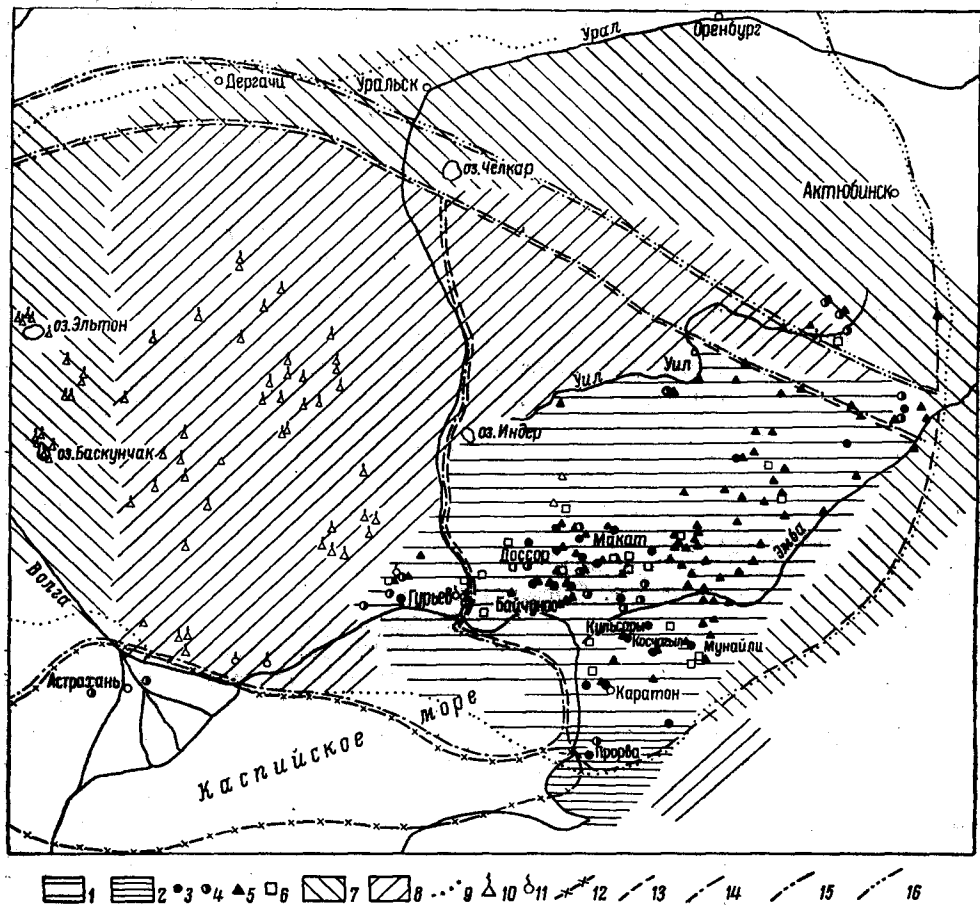 Оренбург
Урал
Дергачи
Уральск
оз. Челкар
Актюбинск
оз. Эльтон
Уил
Уил
оз. Баскунчак
оз. Индер
Эмба
Макат
Доссор
Волга
Гурьев
Байчунас
Кульсары
Косчагыл
Мунайли
Астрахань
Каратон
Каспийское море
Прорва
1 2 3 4 5 6 7 8 9 10 11 12 13 14 15 16